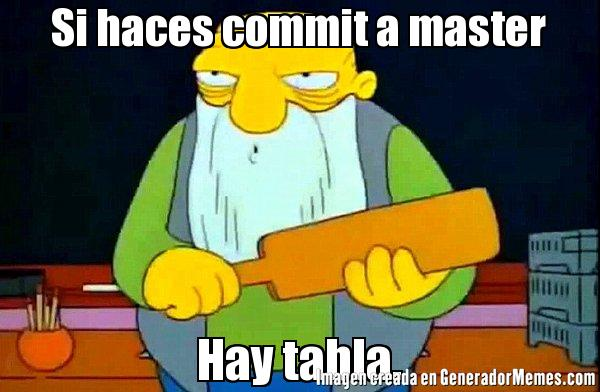 Si haces commit a master
Hay tabla
Imagen creada en GeneradorMemes.com